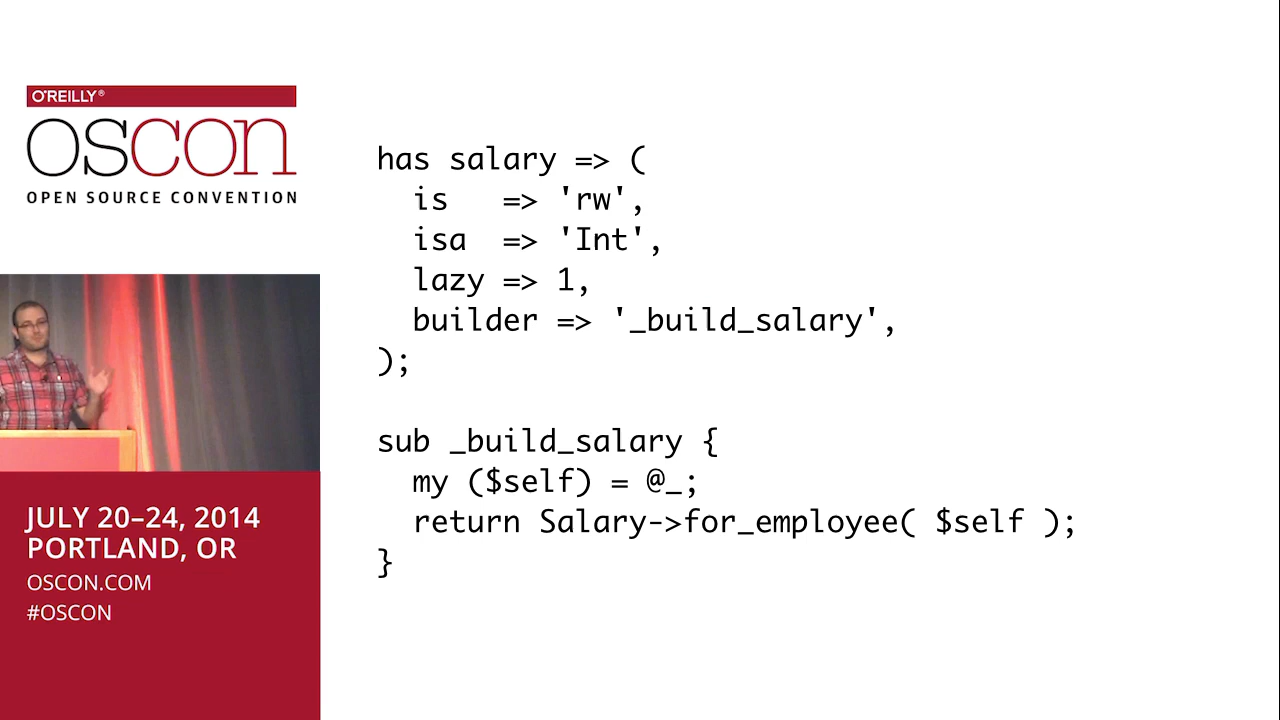 O'REILLY®
OSCON
OPEN SOURCE CONVENTION
JULY 20–24, 2014
PORTLAND, OR
OSCON.COM
#OSCON
has salary => (
  is   => 'rw',
  isa  => 'Int',
  lazy => 1,
  builder => '_build_salary',
);
sub _build_salary {
  my ($self) = @_;
  return Salary->for_employee( $self );
}